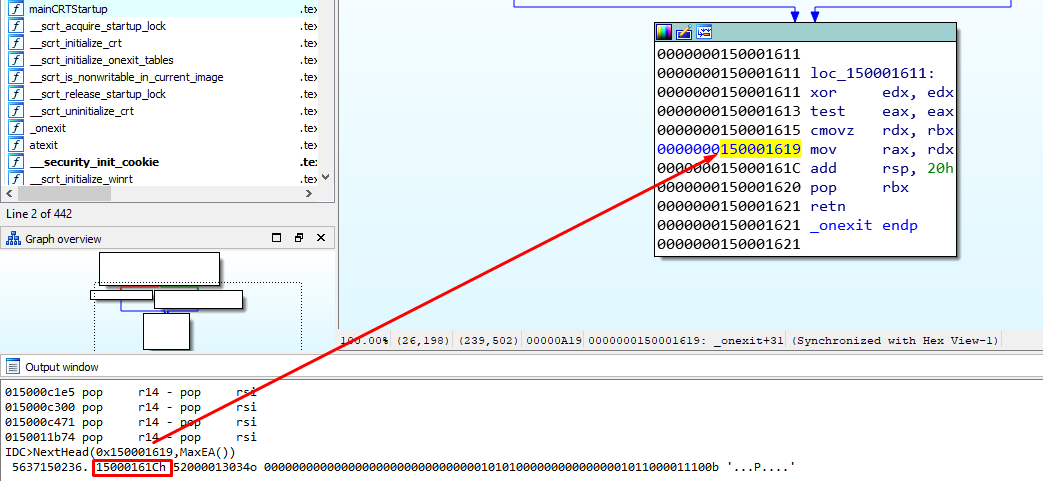 mainCRTStartup .tex
__scrt_acquire_startup_lock .tex
__scrt_initialize_crt .tex
__scrt_initialize_onexit_tables .tex
__scrt_is_nonwritable_in_current_image .tex
__scrt_release_startup_lock .tex
__scrt_uninitialize_crt .tex
_onexit .tex
atexit .tex
__security_init_cookie .tex
__scrt_initialize_winrt .tex
Line 2 of 442
Graph overview
0000000150001611
0000000150001611 loc_150001611:
0000000150001611 xor edx, edx
0000000150001613 test eax, eax
0000000150001615 cmovz rdx, rbx
0000000150001619 mov rax, rdx
000000015000161C add rsp, 20h
0000000150001620 pop rbx
0000000150001621 retn
0000000150001621 _onexit endp
0000000150001621
100.00% (26,198) (239,502) 00000A19 0000000150001619: _onexit+31 (Synchronized with Hex View-1)
Output window
015000c1e5 pop r14 - pop rsi
015000c300 pop r14 - pop rsi
015000c471 pop r14 - pop rsi
0150011b74 pop r14 - pop rsi
IDC>NextHead(0x150001619,MaxEA())
5637150236. 15000161Ch 52000013034o 0000000000000000000000000000000101010000000000000001011000011100b '...P....'